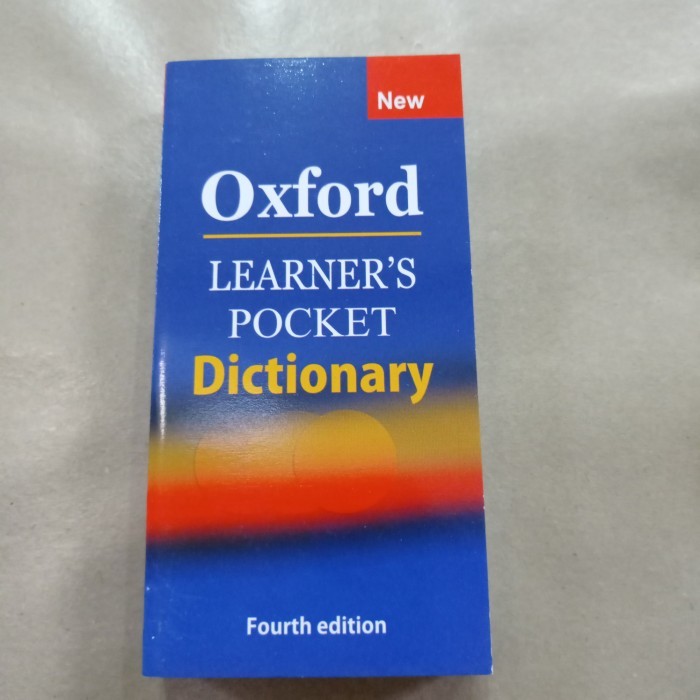 New
Oxford
LEARNER'S
POCKET
Dictionary
Fourth edition